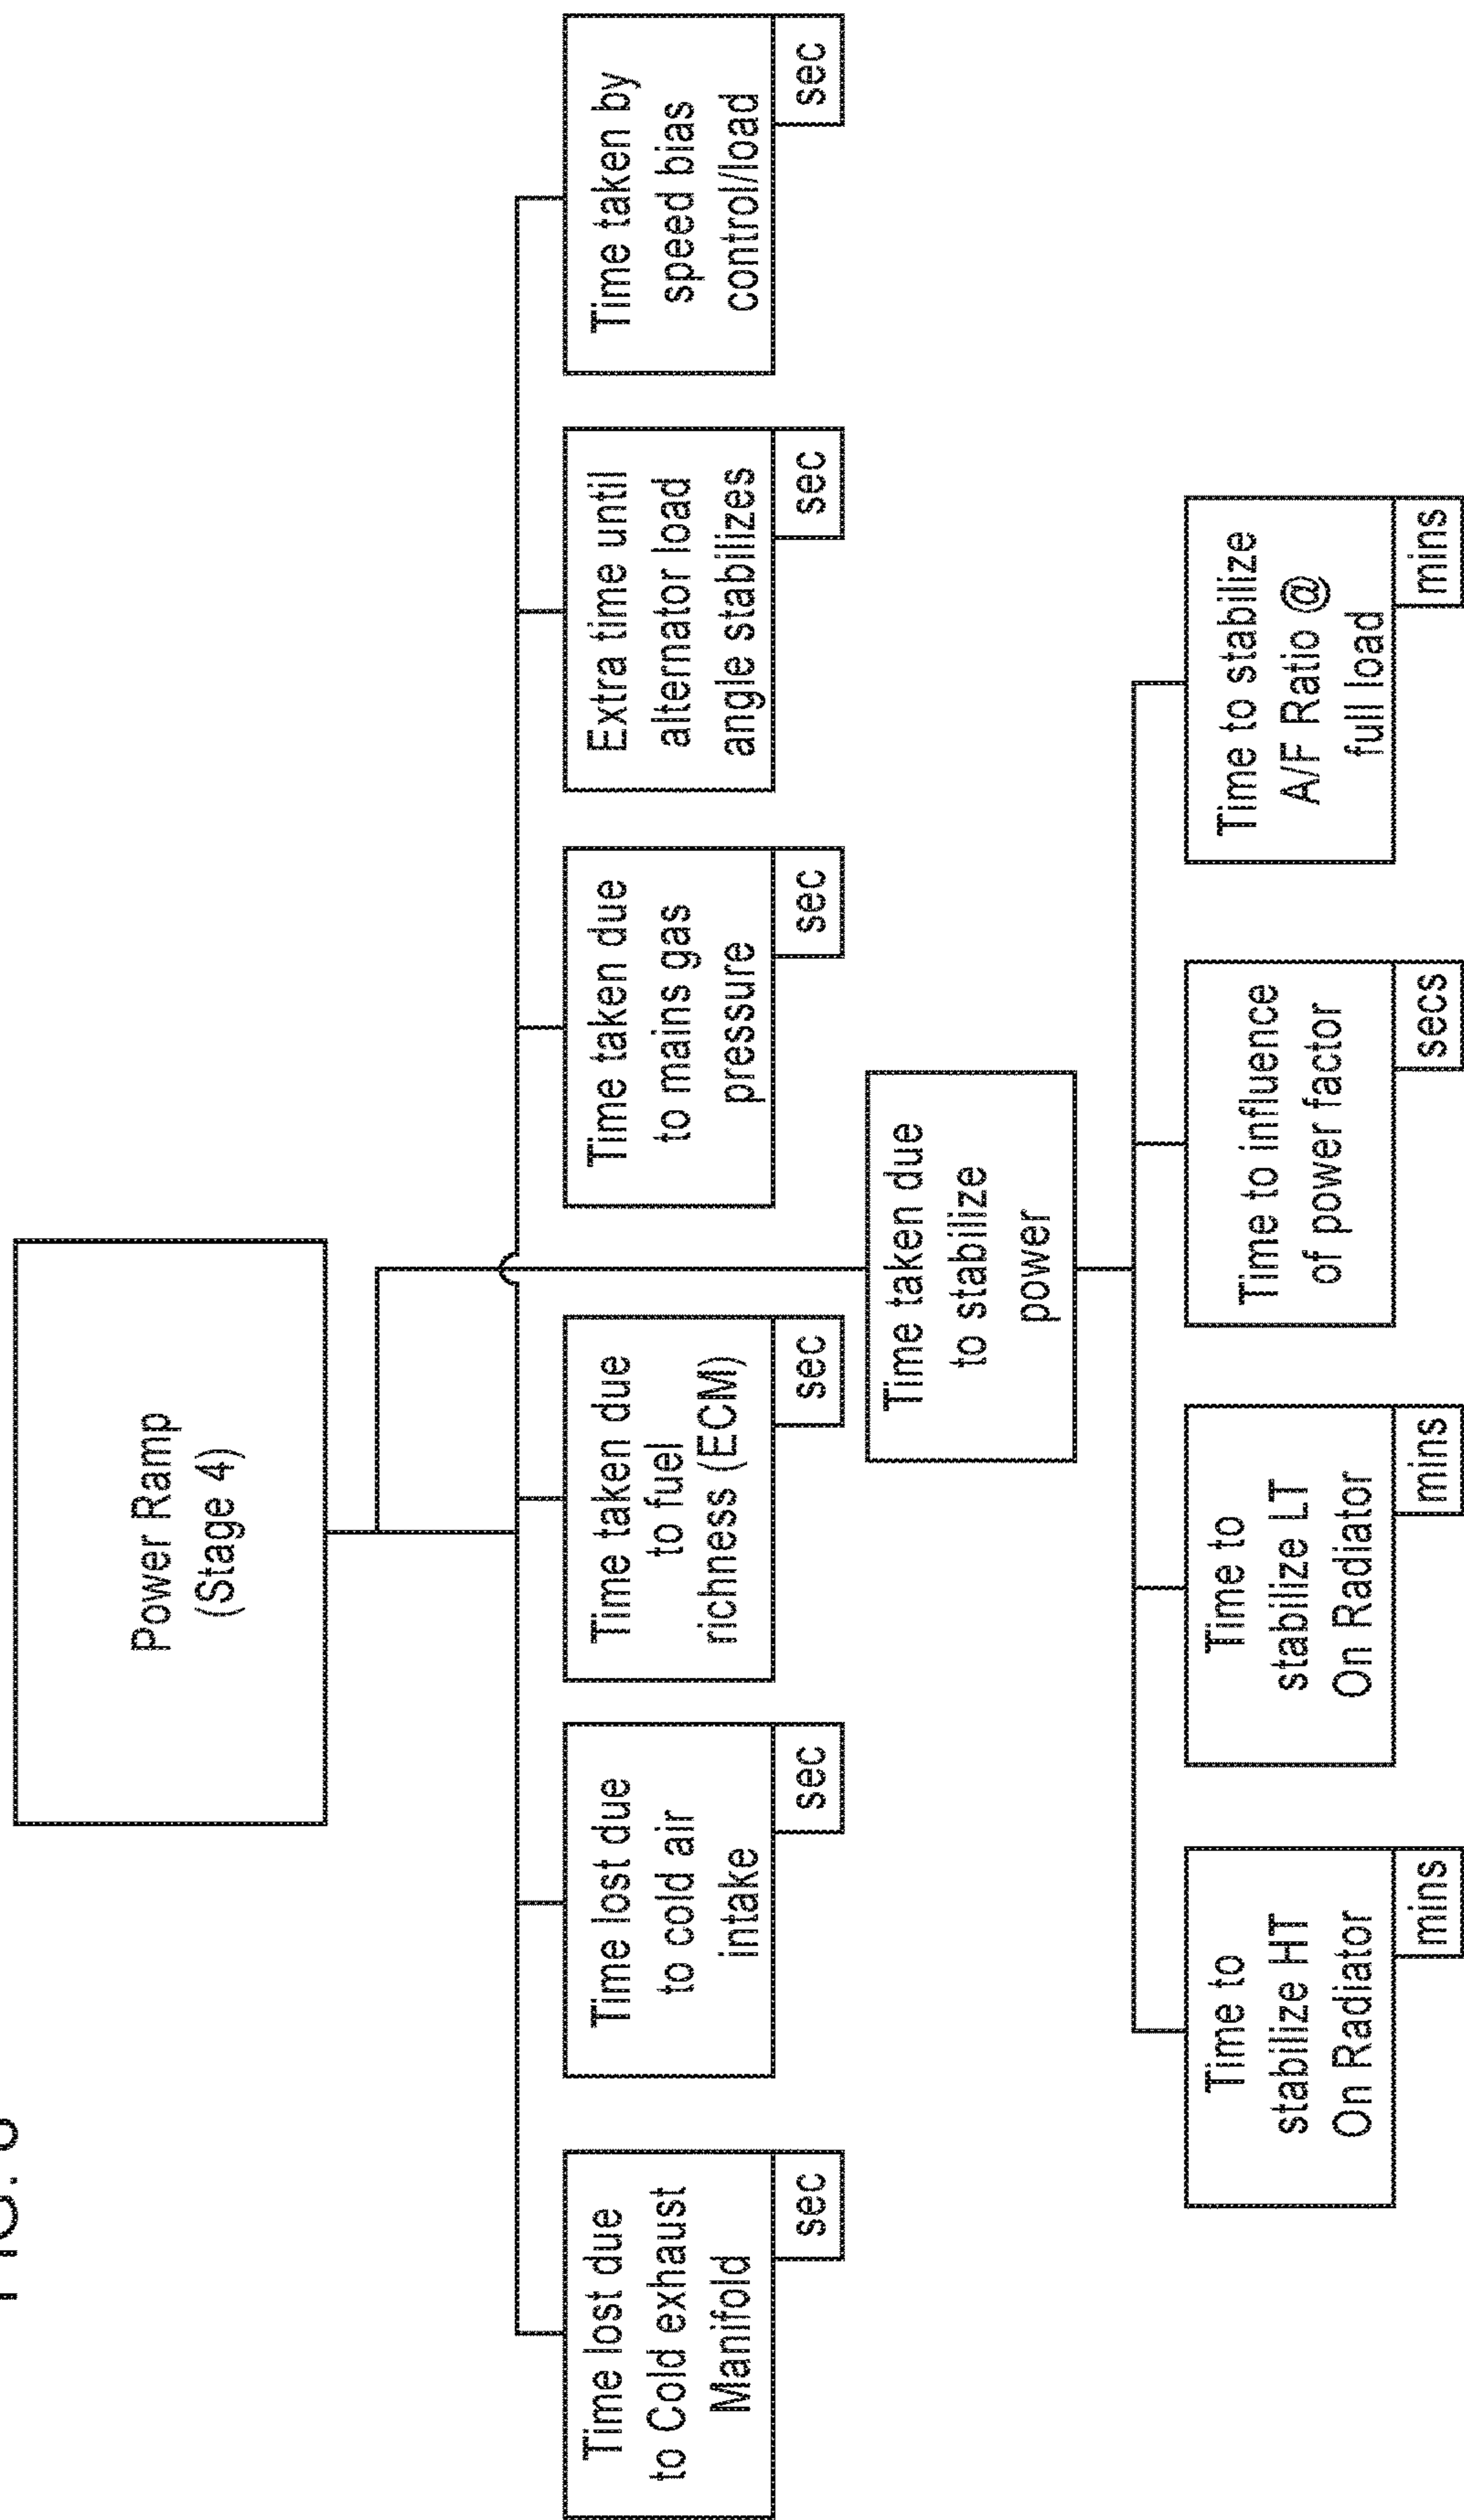 FIG.
Power Ramp
(Stage 4)
Time lost due
to Cold exhaust
Manifold
sec
Time lost due
to cold air
intake
sec
Time taken due
to fuel
richness (ECM)
sec
Time taken due
to mains gas
pressure
sec
Extra time until
alternator load
angle stabilizes
sec
Time taken by
speed bias
control/load
sec
Time taken due
to stabilize
power
Time to
stabilize HT
On Radiator
mins
Time to
stabilize LT
On Radiator
mins
Time to influence
of power factor
secs
Time to stabilize
A/F Ratio @
full load
mins